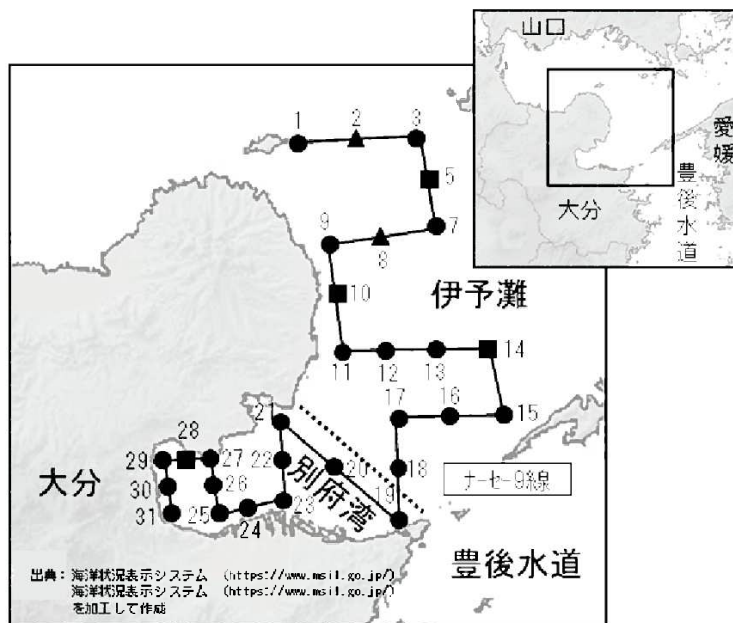 山口
愛媛
豊後水道
大分
1
2
3
5
7
9
8
10
伊予灘
11
12
13
14
17
16
15
21
28
29
27
22
20
18
大分
別府湾
ナーセー9線
30
26
23
19
31
25
24
豊後水道
出典：海洋状況表示システム （https://www.msil.go.jp/）
海洋状況表示システム （https://www.msil.go.jp/）
を加工して作成